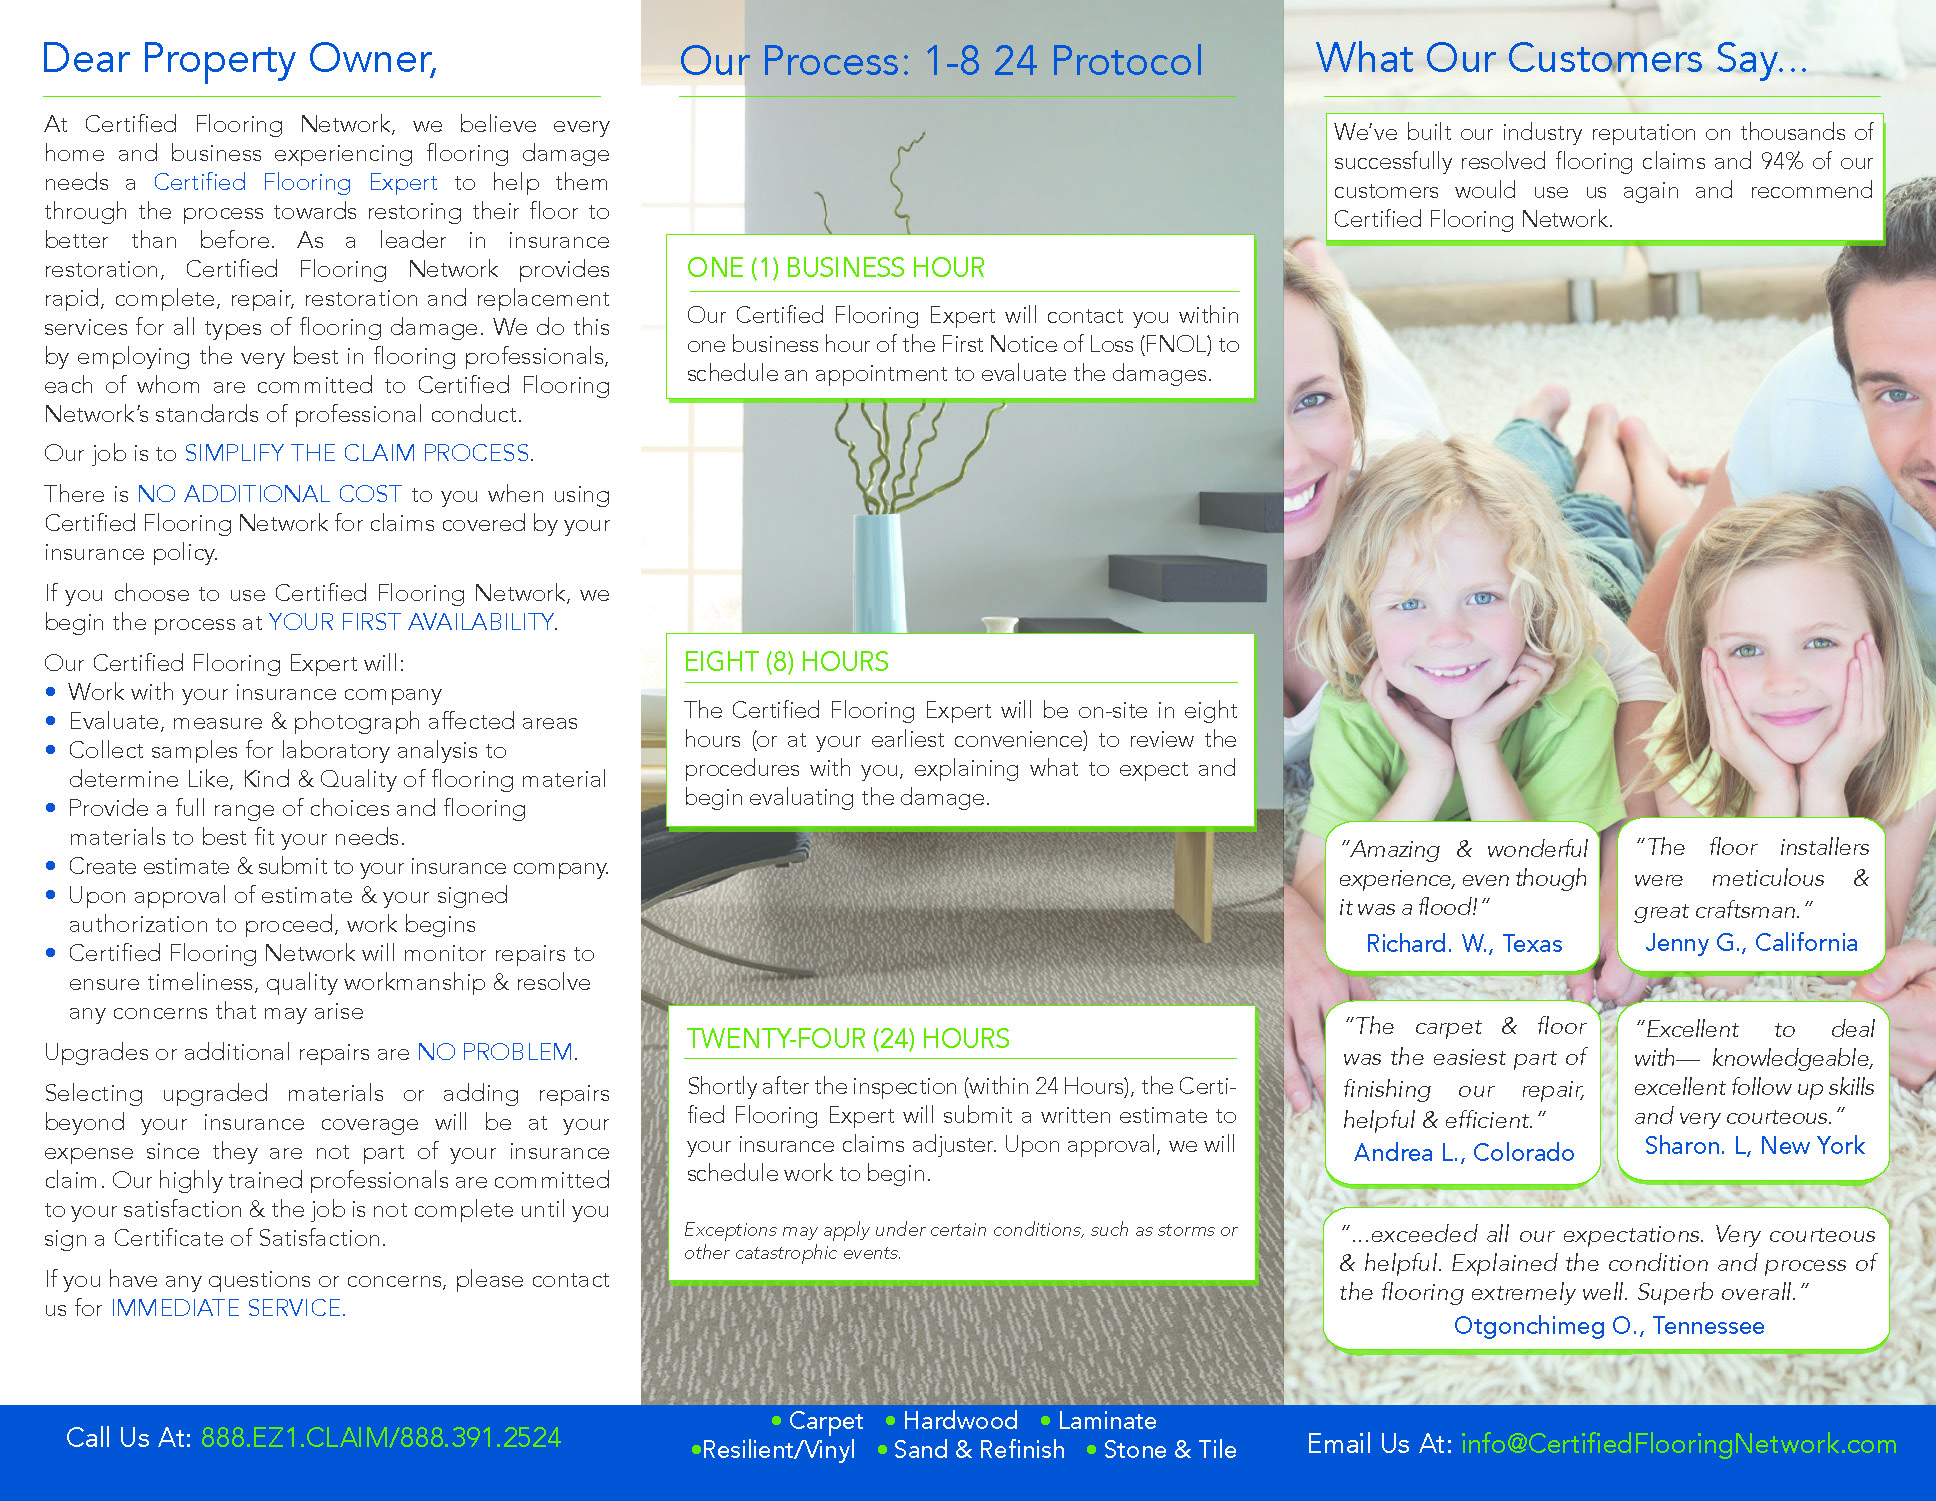 Dear Property Owner,
At Certified Flooring Network, we believe every
home and business experiencing flooring damage
needs a Certified Flooring Expert to help them
through the process towards restoring their floor to
better than before. As a leader in insurance
restoration, Certified Flooring Network provides
rapid, complete, repair, restoration and replacement
services for all types of flooring damage. We do this
by employing the very best in flooring professionals,
each of whom are committed to Certified Flooring
Network’s standards of professional conduct.
Our job is to SIMPLIFY THE CLAIM PROCESS.
There is NO ADDITIONAL COST to you when using
Certified Flooring Network for claims covered by your
insurance policy.
If you choose to use Certified Flooring Network, we
begin the process at YOUR FIRST AVAILABILITY.
Our Certified Flooring Expert will:
• Work with your insurance company
• Evaluate, measure & photograph affected areas
• Collect samples for laboratory analysis to
determine Like, Kind & Quality of flooring material
• Provide a full range of choices and flooring
materials to best fit your needs.
• Create estimate & submit to your insurance company.
• Upon approval of estimate & your signed
authorization to proceed, work begins
• Certified Flooring Network will monitor repairs to
ensure timeliness, quality workmanship & resolve
any concerns that may arise
Upgrades or additional repairs are NO PROBLEM.
Selecting upgraded materials or adding repairs
beyond your insurance coverage will be at your
expense since they are not part of your insurance
claim. Our highly trained professionals are committed
to your satisfaction & the job is not complete until you
sign a Certificate of Satisfaction.
If you have any questions or concerns, please contact
us for IMMEDIATE SERVICE.
Call Us At: 888.EZ1.CLAIM/888.391.2524
Our Process: 1-8 24 Protocol
ONE (1) BUSINESS HOUR
Our Certified Flooring Expert will contact you within
one business hour of the First Notice of Loss (FNOL) to
schedule an appointment to evaluate the damages.
EIGHT (8) HOURS
The Certified Flooring Expert will be on-site in eight
hours (or at your earliest convenience) to review the
procedures with you, explaining what to expect and
begin evaluating the damage.
TWENTY-FOUR (24) HOURS
Shortly after the inspection (within 24 Hours), the Certi-
fied Flooring Expert will submit a written estimate to
your insurance claims adjuster. Upon approval, we will
schedule work to begin.
Exceptions may apply under certain conditions, such as storms or
other catastrophic events.
• Carpet • Hardwood • Laminate
•Resilient/Vinyl • Sand & Refinish • Stone & Tile
What Our Customers Say...
We’ve built our industry reputation on thousands of
successfully resolved flooring claims and 94% of our
customers would use us again and recommend
Certified Flooring Network.
“Amazing & wonderful
experience, even though
it was a flood!”
Richard. W., Texas
“The floor installers
were meticulous &
great craftsman.”
Jenny G., California
“The carpet & floor
was the easiest part of
finishing our repair,
helpful & efficient.”
Andrea L., Colorado
“Excellent to deal
with— knowledgeable,
excellent follow up skills
and very courteous.”
Sharon. L, New York
“...exceeded all our expectations. Very courteous
& helpful. Explained the condition and process of
the flooring extremely well. Superb overall.”
Otgonchimeg O., Tennessee
Email Us At: info@CertifiedFlooringNetwork.com